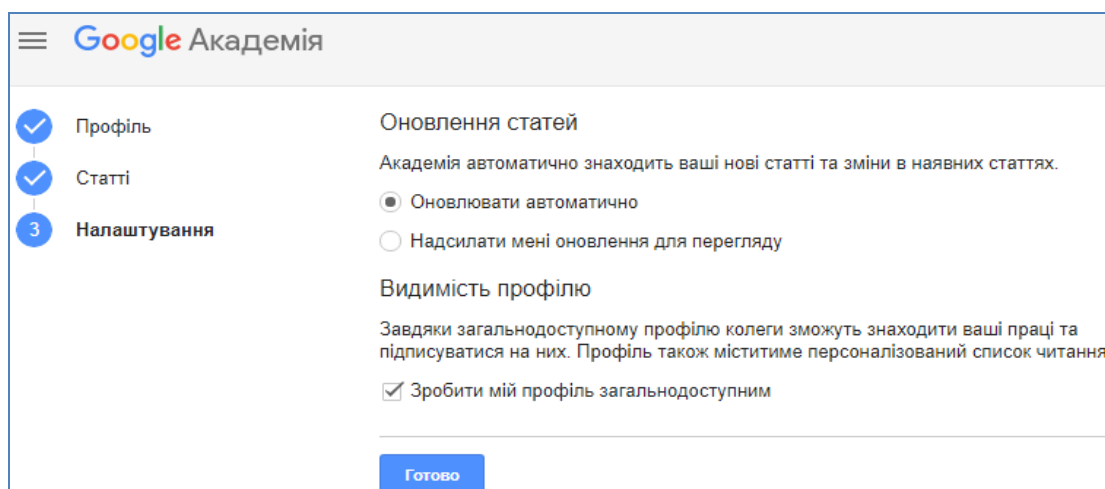 Google Академія
Профіль
Статті
3 Налаштування
Оновлення статей
Академія автоматично знаходить ваші нові статті та зміни в наявних статтях.
Оновлювати автоматично
Надсилати мені оновлення для перегляду
Видимість профілю
Завдяки загальнодоступному профілю колеги зможуть знаходити ваші праці та
підписуватися на них. Профіль також міститиме персоналізований список читання
Зробити мій профіль загальнодоступним
Готово